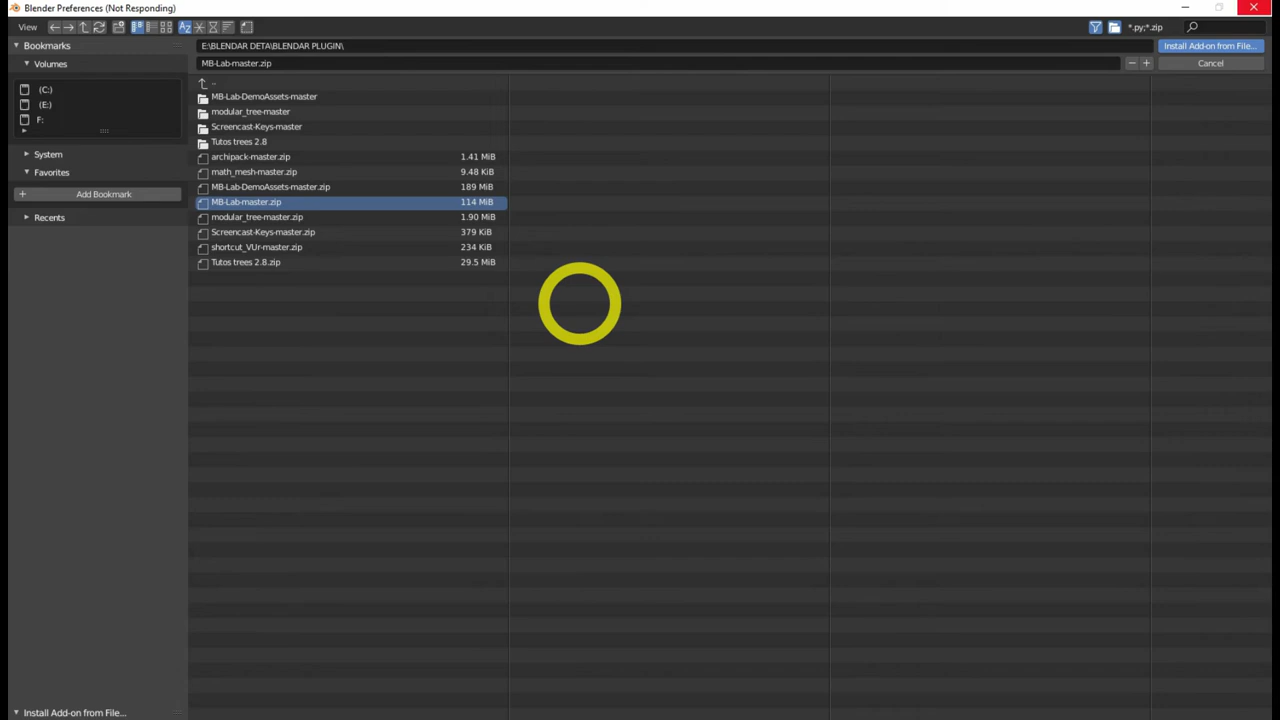 Blender Preferences (Not Responding)
View
*.py;*.zip
Bookmarks
E:\BLENDAR DETA\BLENDAR PLUGIN\
Install Add-on from File...
Volumes
MB-Lab-master.zip
Cancel
(C:)
(E:)
F:
System
Favorites
Add Bookmark
Recents
..
MB-Lab-DemoAssets-master
modular_tree-master
Screencast-Keys-master
Tutos trees 2.8
archipack-master.zip 1.41 MiB
math_mesh-master.zip 9.48 KiB
MB-Lab-DemoAssets-master.zip 189 MiB
MB-Lab-master.zip 114 MiB
modular_tree-master.zip 1.90 MiB
Screencast-Keys-master.zip 379 KiB
shortcut_VUr-master.zip 234 KiB
Tutos trees 2.8.zip 29.5 MiB
Install Add-on from File...